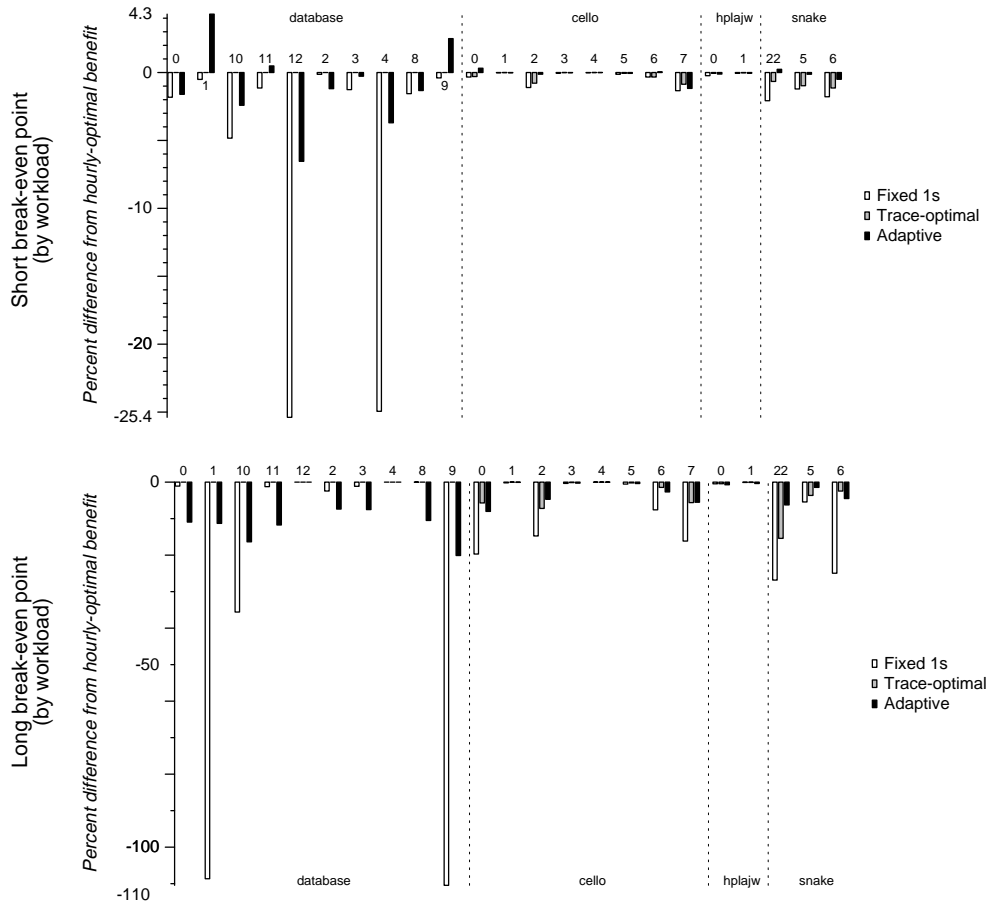 4.3
database
cello
hplajw
snake
0
10
11
12
2
3
4
8
0
1
2
3
4
5
6
7
0
1
22
5
6
0
1
9
Short break-even point
(by workload)
Percent difference from hourly-optimal benefit
-10
-20
-25.4
Fixed 1s
Trace-optimal
Adaptive
0
1
10
11
12
2
3
4
8
9
0
1
2
3
4
5
6
7
0
1
22
5
6
0
Long break-even point
(by workload)
Percent difference from hourly-optimal benefit
-50
-100
-110
Fixed 1s
Trace-optimal
Adaptive
database
cello
hplajw
snake